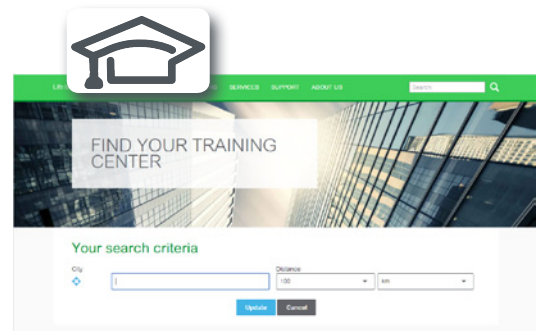 SERVICES SUPPORT ABOUT US Search
FIND YOUR TRAINING
CENTER
Your search criteria
City
Distance
100 km
Update Cancel